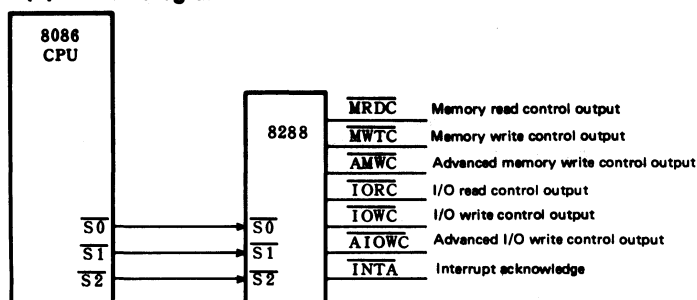 8086
CPU
8288
MRDC Memory read control output
MWTC Memory write control output
AMWC Advanced memory write control output
IORC I/O read control output
S0 S0 IOWC I/O write control output
S1 S1 AIOWC Advanced I/O write control output
S2 S2 INTA Interrupt acknowledge